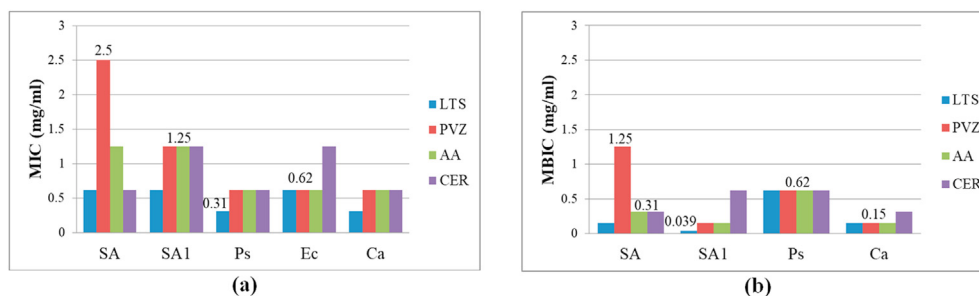 3
2.5
2
1.5
1
0.5
0
MIC (mg/ml)
2.5
1.25
0.31
0.62
SA
SA1
Ps
Ec
Ca
LTS
PVZ
AA
CER
(a)
3
2.5
2
1.5
1
0.5
0
MBIC (mg/ml)
1.25
0.31
0.039
0.62
0.15
SA
SA1
Ps
Ca
LTS
PVZ
AA
CER
(b)